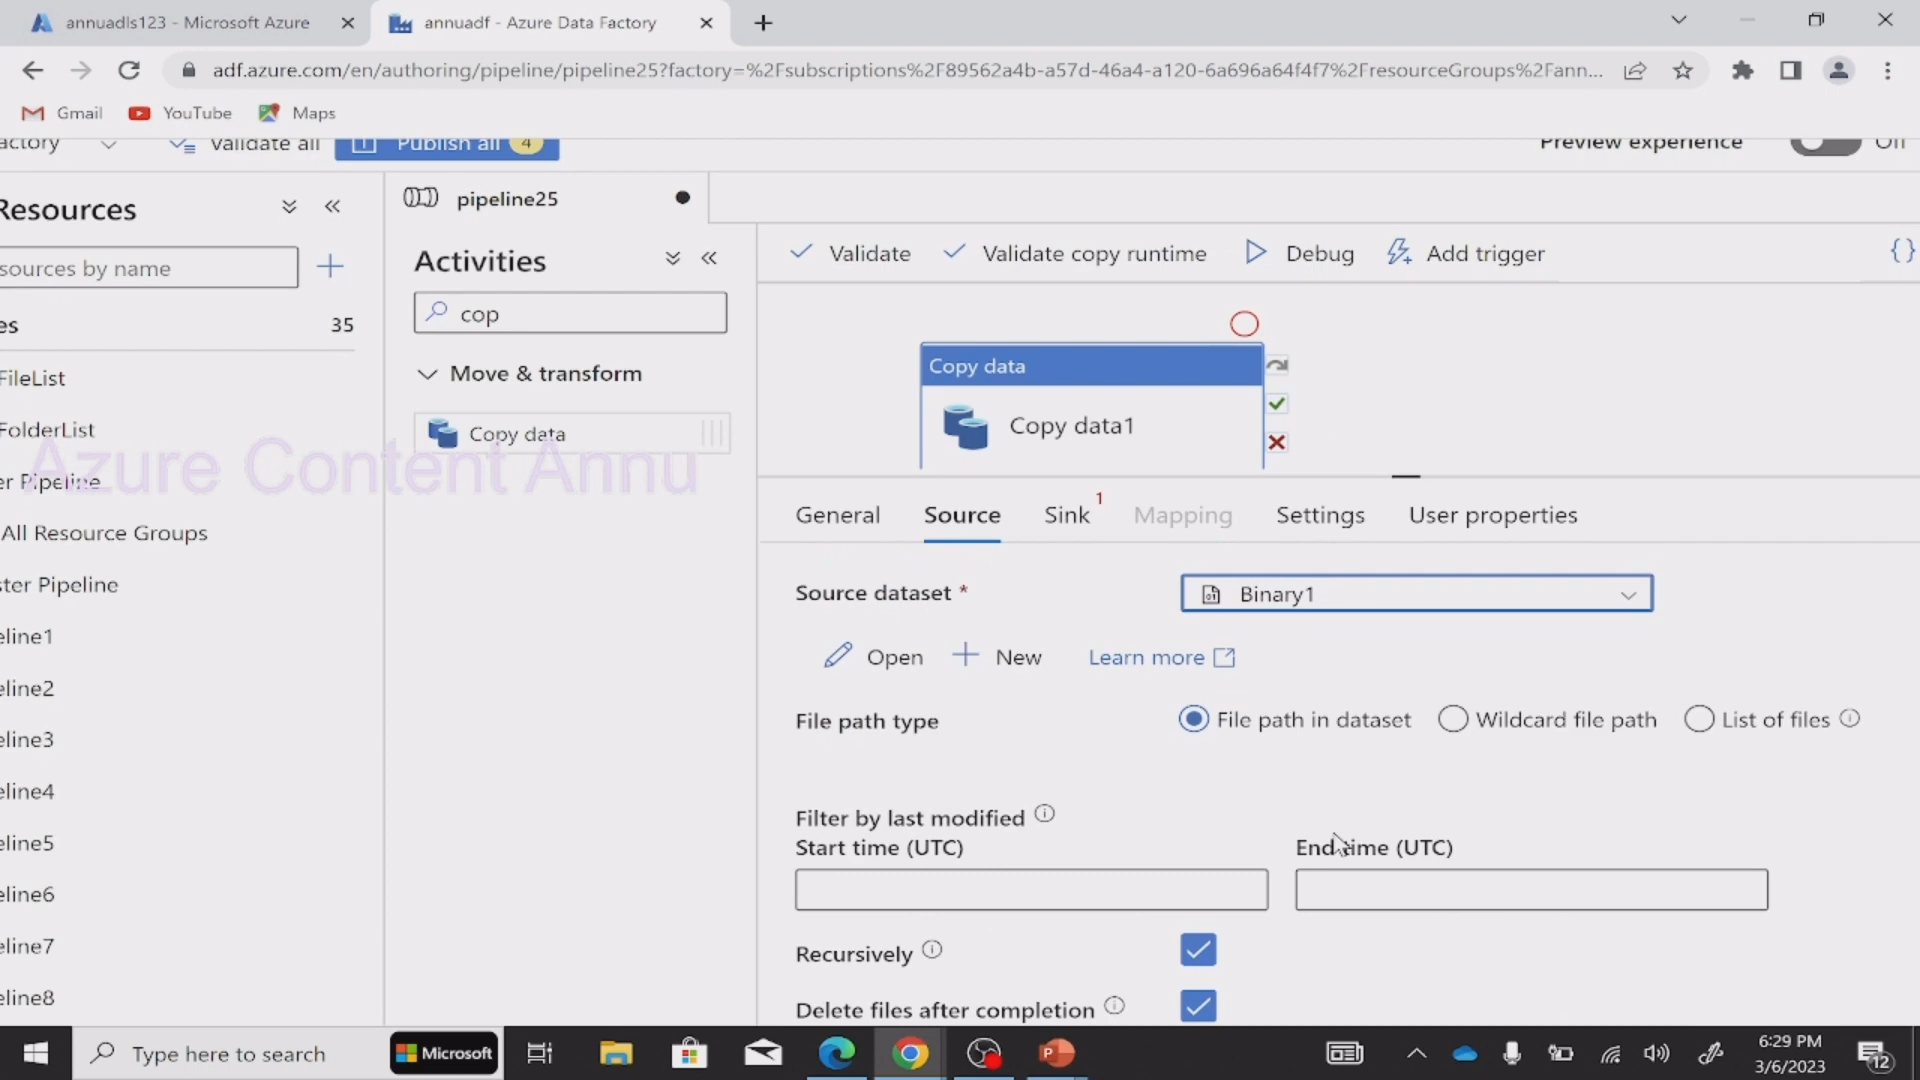 annuadls123 - Microsoft Azure
annuadf - Azure Data Factory
adf.azure.com/en/authoring/pipeline/pipeline25?factory=%2Fsubscriptions%2F89562a4b-a57d-46a4-a120-6a696a64f4f7%2FresourceGroups%2Fann...
Gmail YouTube Maps
actory Validate all Publish all 4 Preview experience Off
Resources
pipeline25
sources by name
Activities
Validate Validate copy runtime Debug Add trigger {}
cop
es 35
Move & transform
Copy data
Copy data
Copy data1
FileList
FolderList
er Pipeline
All Resource Groups
ster Pipeline
eline1
eline2
eline3
eline4
eline5
eline6
eline7
eline8
Azure Content Annu
General Source Sink 1 Mapping Settings User properties
Source dataset * Binary1
Open New Learn more
File path type File path in dataset Wildcard file path List of files
Filter by last modified
Start time (UTC) End time (UTC)
Recursively
Delete files after completion
Type here to search Microsoft
6:29 PM
3/6/2023
12